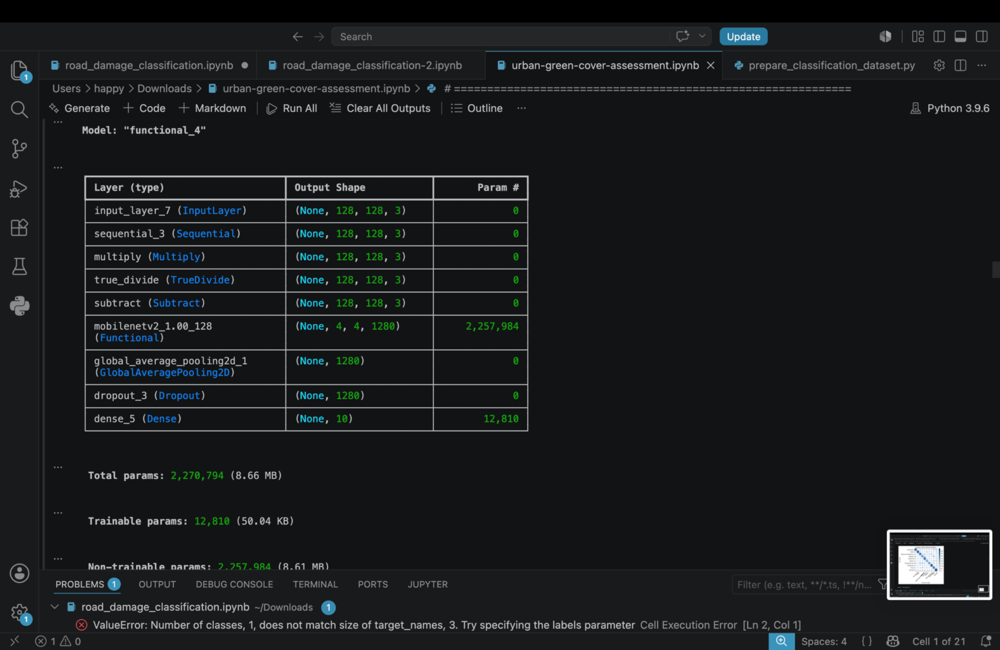 Search
Update
road_damage_classification.ipynb
road_damage_classification-2.ipynb
urban-green-cover-assessment.ipynb
prepare_classification_dataset.py
Users > happy > Downloads > urban-green-cover-assessment.ipynb > # ============================================================
Generate + Code + Markdown Run All Clear All Outputs Outline ...
Python 3.9.6
Model: "functional_4"
Layer (type) Output Shape Param #
input_layer_7 (InputLayer) (None, 128, 128, 3) 0
sequential_3 (Sequential) (None, 128, 128, 3) 0
multiply (Multiply) (None, 128, 128, 3) 0
true_divide (TrueDivide) (None, 128, 128, 3) 0
subtract (Subtract) (None, 128, 128, 3) 0
mobilenetv2_1.00_128 (None, 4, 4, 1280) 2,257,984
(Functional)
global_average_pooling2d_1 (None, 1280) 0
(GlobalAveragePooling2D)
dropout_3 (Dropout) (None, 1280) 0
dense_5 (Dense) (None, 10) 12,810
Total params: 2,270,794 (8.66 MB)
Trainable params: 12,810 (50.04 KB)
Non-trainable params: 2,257,984 (8.61 MB)
PROBLEMS 1 OUTPUT DEBUG CONSOLE TERMINAL PORTS JUPYTER
Filter (e.g. text, **/*.ts, !**/n...
road_damage_classification.ipynb ~/Downloads 1
ValueError: Number of classes, 1, does not match size of target_names, 3. Try specifying the labels parameter Cell Execution Error [Ln 2, Col 1]
1 0
Spaces: 4 { } Cell 1 of 21